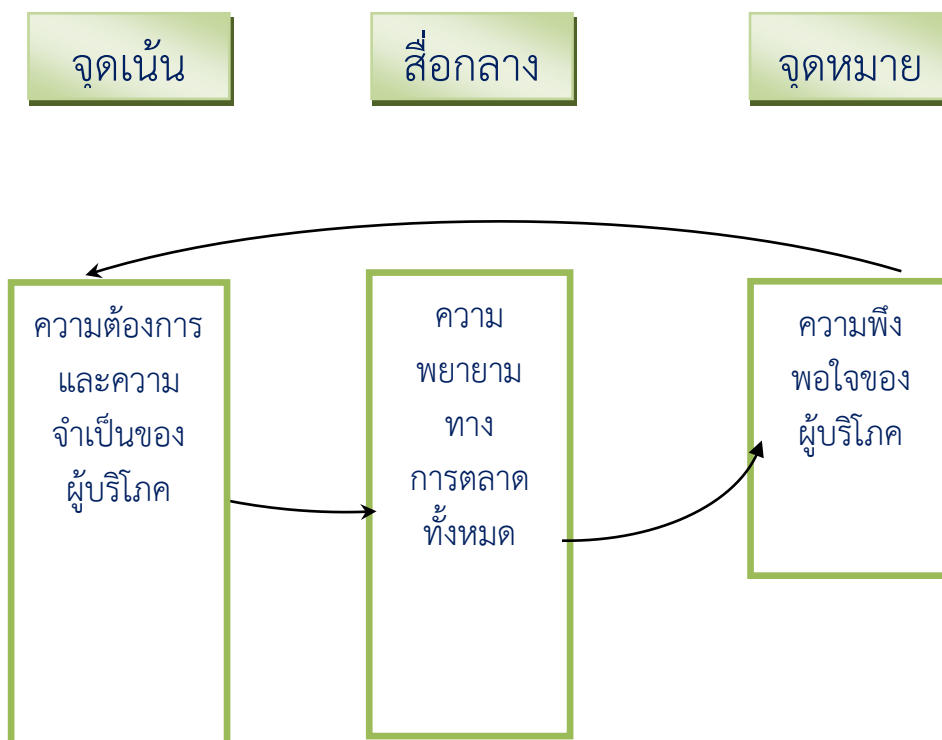 จุดเน้น
สื่อกลาง
จุดหมาย
ความต้องการ
และความ
จำเป็นของ
ผู้บริโภค
ความ
พยายาม
ทาง
การตลาด
ทั้งหมด
ความพึง
พอใจของ
ผู้บริโภค